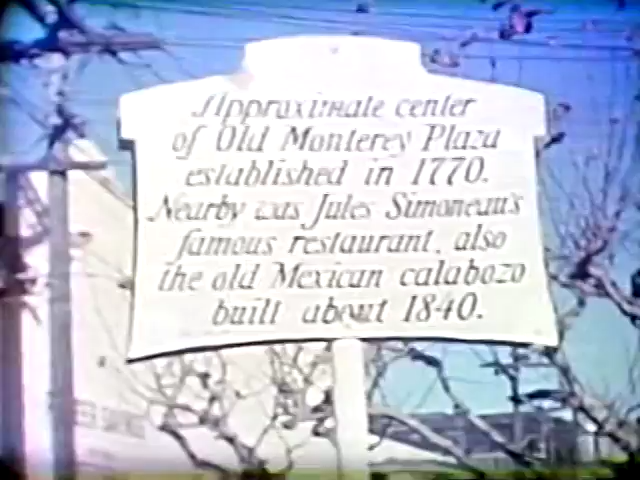 Approximate center
of Old Monterey Plaza
established in 1770.
Nearby was Jules Simoneau's
famous restaurant, also
the old Mexican calabozo
built about 1840.